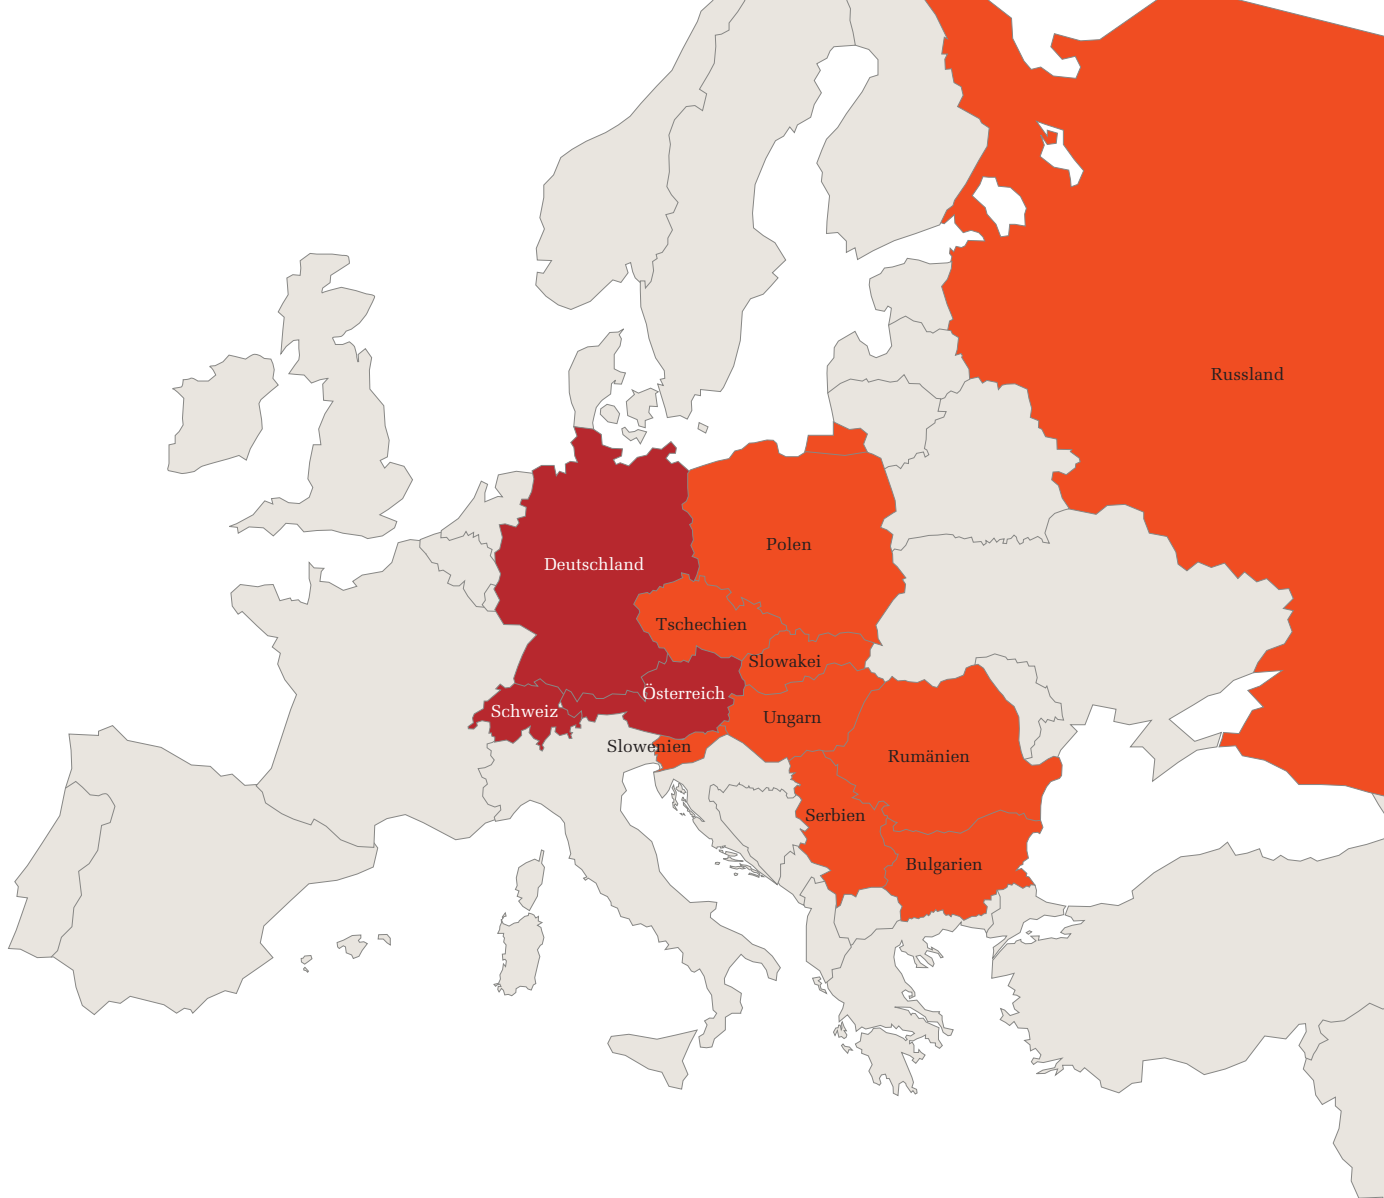 Russland
Polen
Deutschland
Tschechien
Slowakei
Österreich
Schweiz
Ungarn
Slowenien
Rumänien
Serbien
Bulgarien